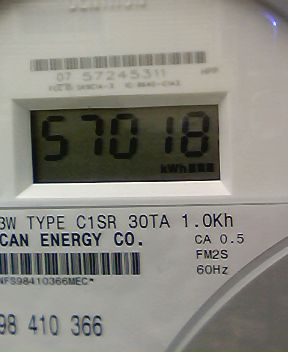 07 57245311
57018
kWh
3W TYPE C1SR 30TA 1.0Kh
CAN ENERGY CO. CA 0.5
FM2S
60Hz
NFS98410366MEC*
98 410 366